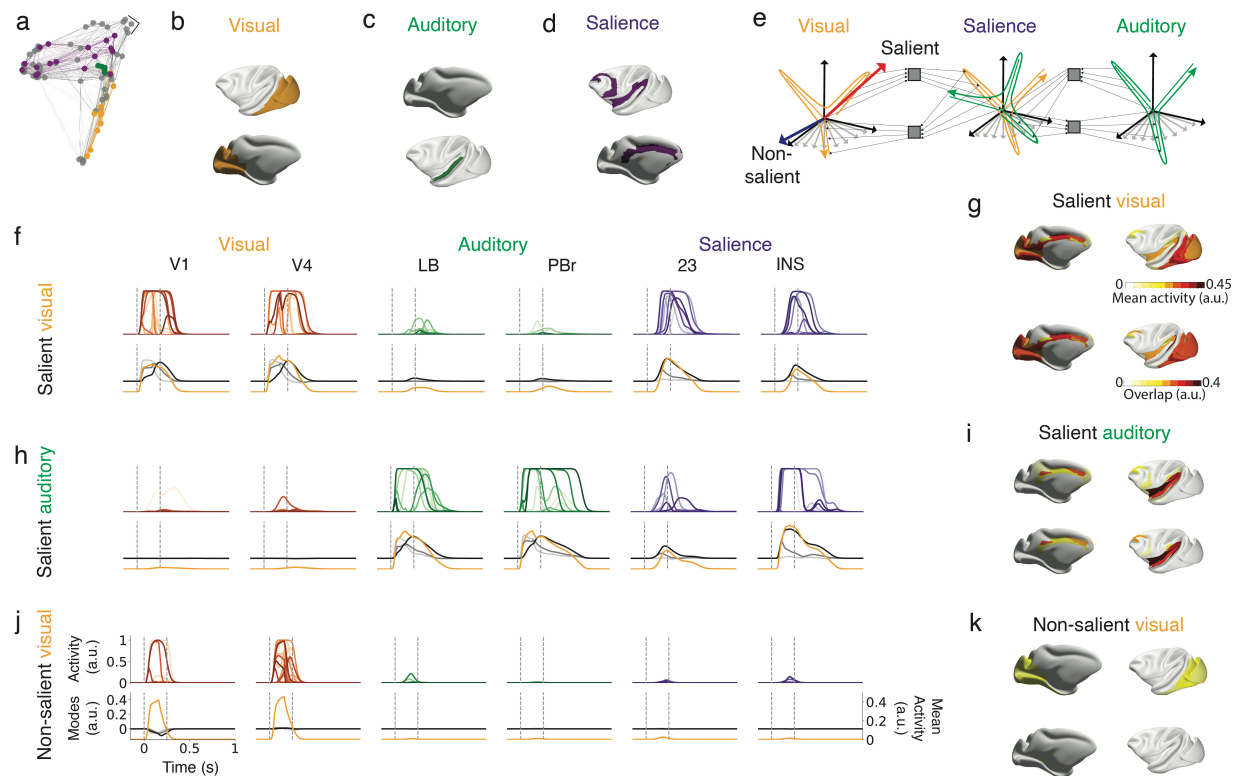 a
b
Visual
c
Auditory
d
Salience
e
Visual
Salience
Auditory
Salient
Non-
salient
f
Visual
Auditory
Salience
V1
V4
LB
PBr
23
INS
Salient visual
g
Salient visual
0
0.45
Mean activity (a.u.)
0
0.4
Overlap (a.u.)
h
Salient auditory
i
Salient auditory
j
Non-salient visual
Activity
(a.u.)
1
0.5
0
Modes
(a.u.)
0.4
0.2
0
0
1
Time (s)
0.4
0.2
0
Mean
Activity
(a.u.)
k
Non-salient visual